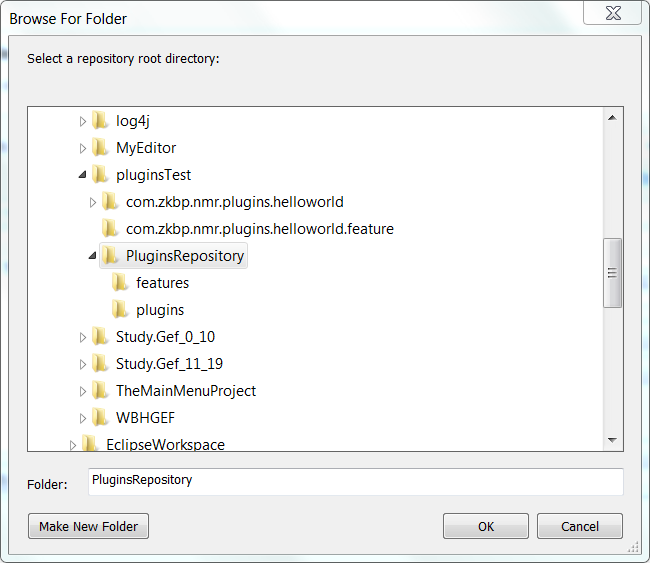 Browse For Folder
Select a repository root directory:
log4j
MyEditor
pluginsTest
com.zkbp.nmr.plugins.helloworld
com.zkbp.nmr.plugins.helloworld.feature
PluginsRepository
features
plugins
Study.Gef_0_10
Study.Gef_11_19
TheMainMenuProject
WBHGEF
EclipseWorkspace
Folder: PluginsRepository
Make New Folder OK Cancel